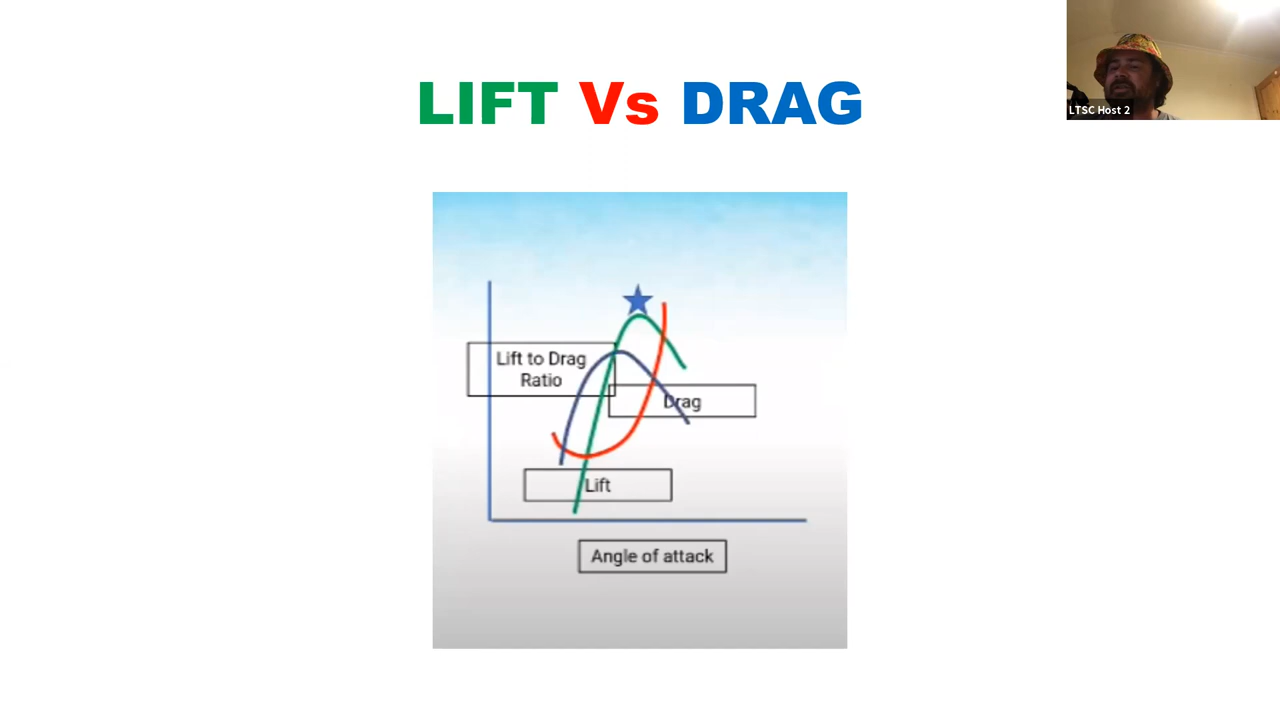 LIFT Vs DRAG
LTSC Host 2
Lift to Drag
Ratio
Drag
Lift
Angle of attack